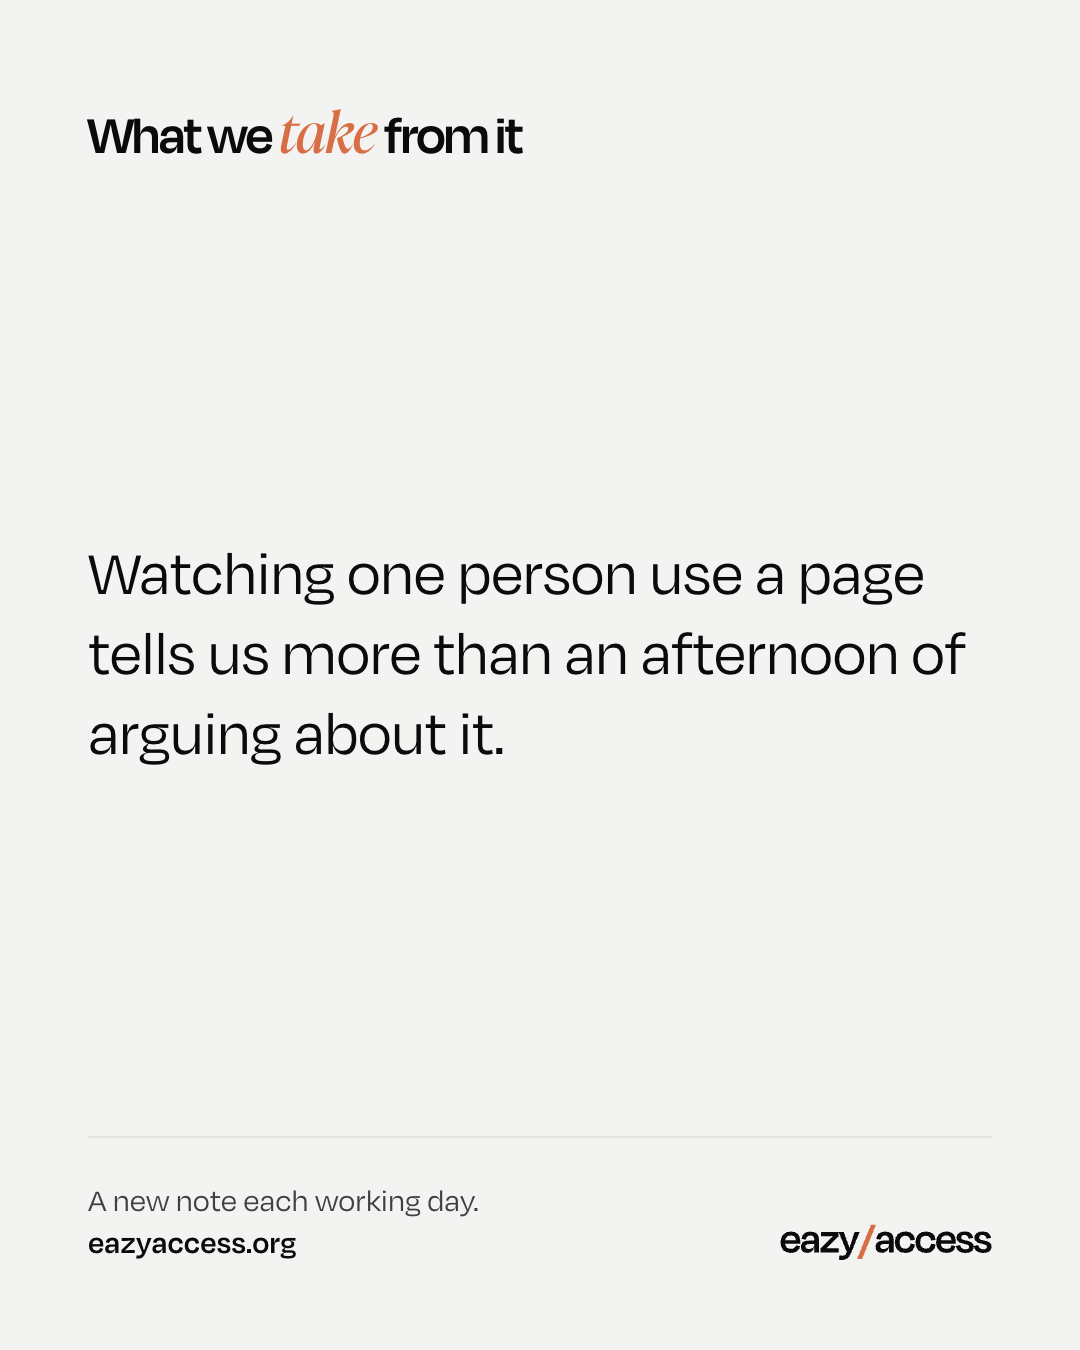 What we take from it
Watching one person use a page
tells us more than an afternoon of
arguing about it.
A new note each working day.
eazyaccess.org
eazy/access